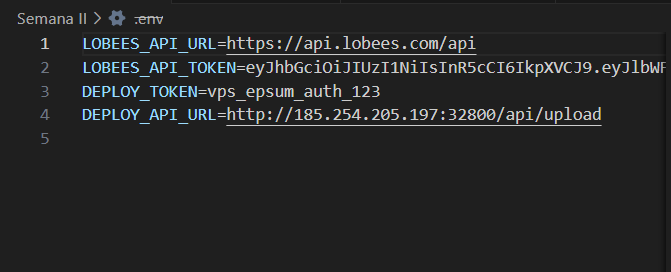 Semana II > .env
1 LOBEES_API_URL=https://api.lobees.com/api
2 LOBEES_API_TOKEN=eyJhbGciOiJIUzI1NiIsInR5cCI6IkpXVCJ9.eyJlbWF
3 DEPLOY_TOKEN=vps_epsum_auth_123
4 DEPLOY_API_URL=http://185.254.205.197:32800/api/upload
5